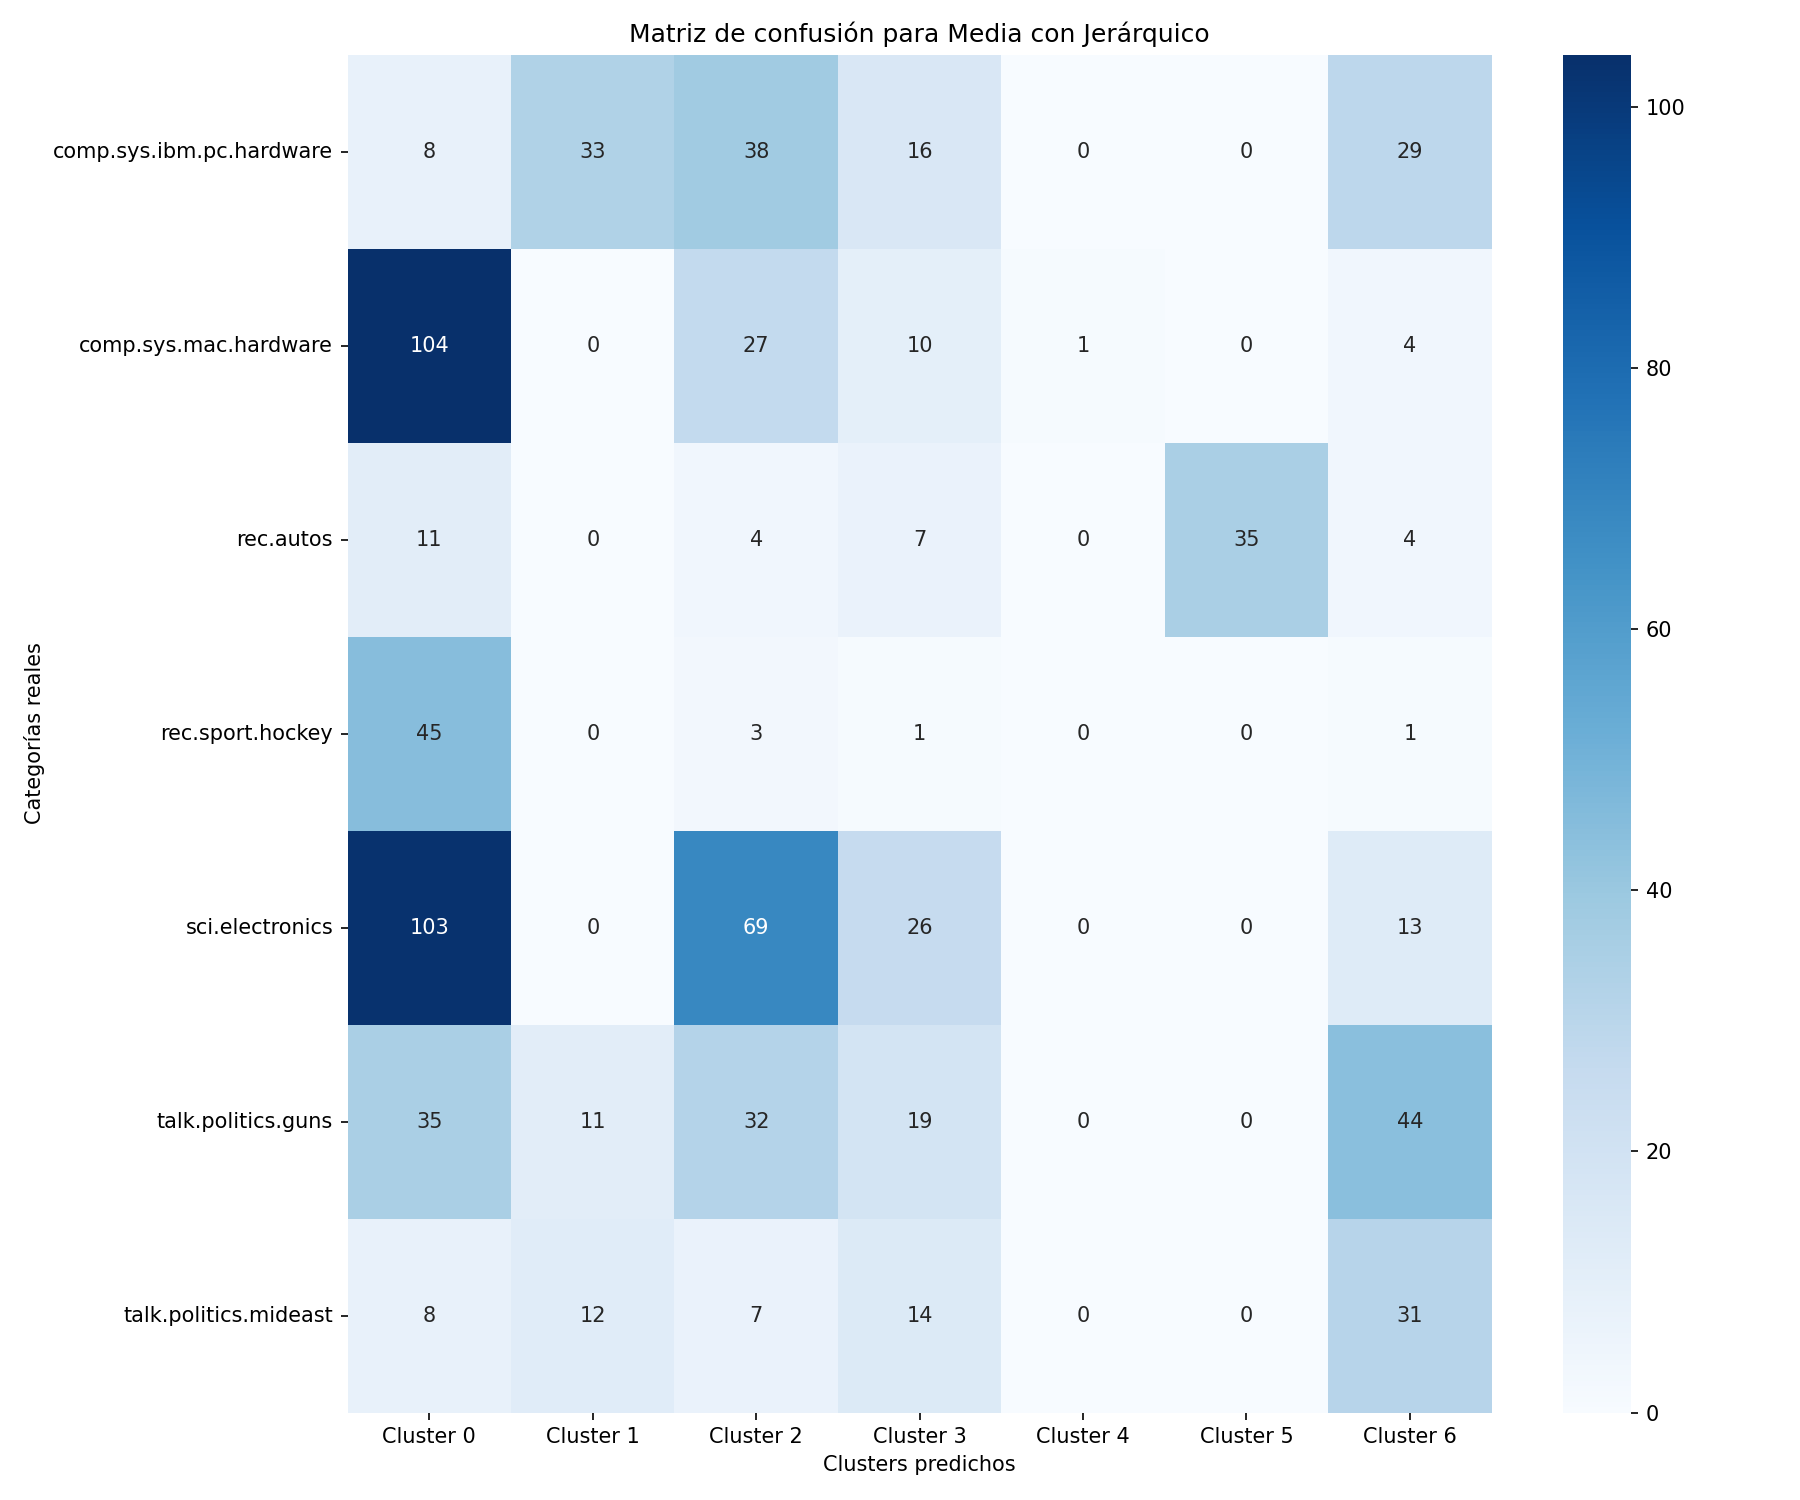 Matriz de confusión para Media con Jerárquico
comp.sys.ibm.pc.hardware 8 33 38 16 0 0 29
comp.sys.mac.hardware 104 0 27 10 1 0 4
rec.autos 11 0 4 7 0 35 4
rec.sport.hockey 45 0 3 1 0 0 1
sci.electronics 103 0 69 26 0 0 13
talk.politics.guns 35 11 32 19 0 0 44
talk.politics.mideast 8 12 7 14 0 0 31
Cluster 0 Cluster 1 Cluster 2 Cluster 3 Cluster 4 Cluster 5 Cluster 6
Clusters predichos
Categorías reales
100
80
60
40
20
0